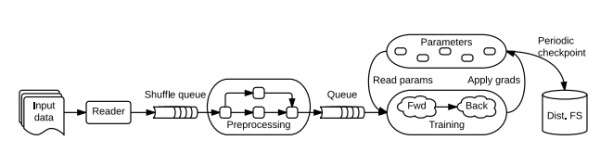 Input
data
Reader
Shuffle queue
Preprocessing
Queue
Parameters
Read params
Apply grads
Fwd
Back
Training
Periodic
checkpoint
Dist. FS